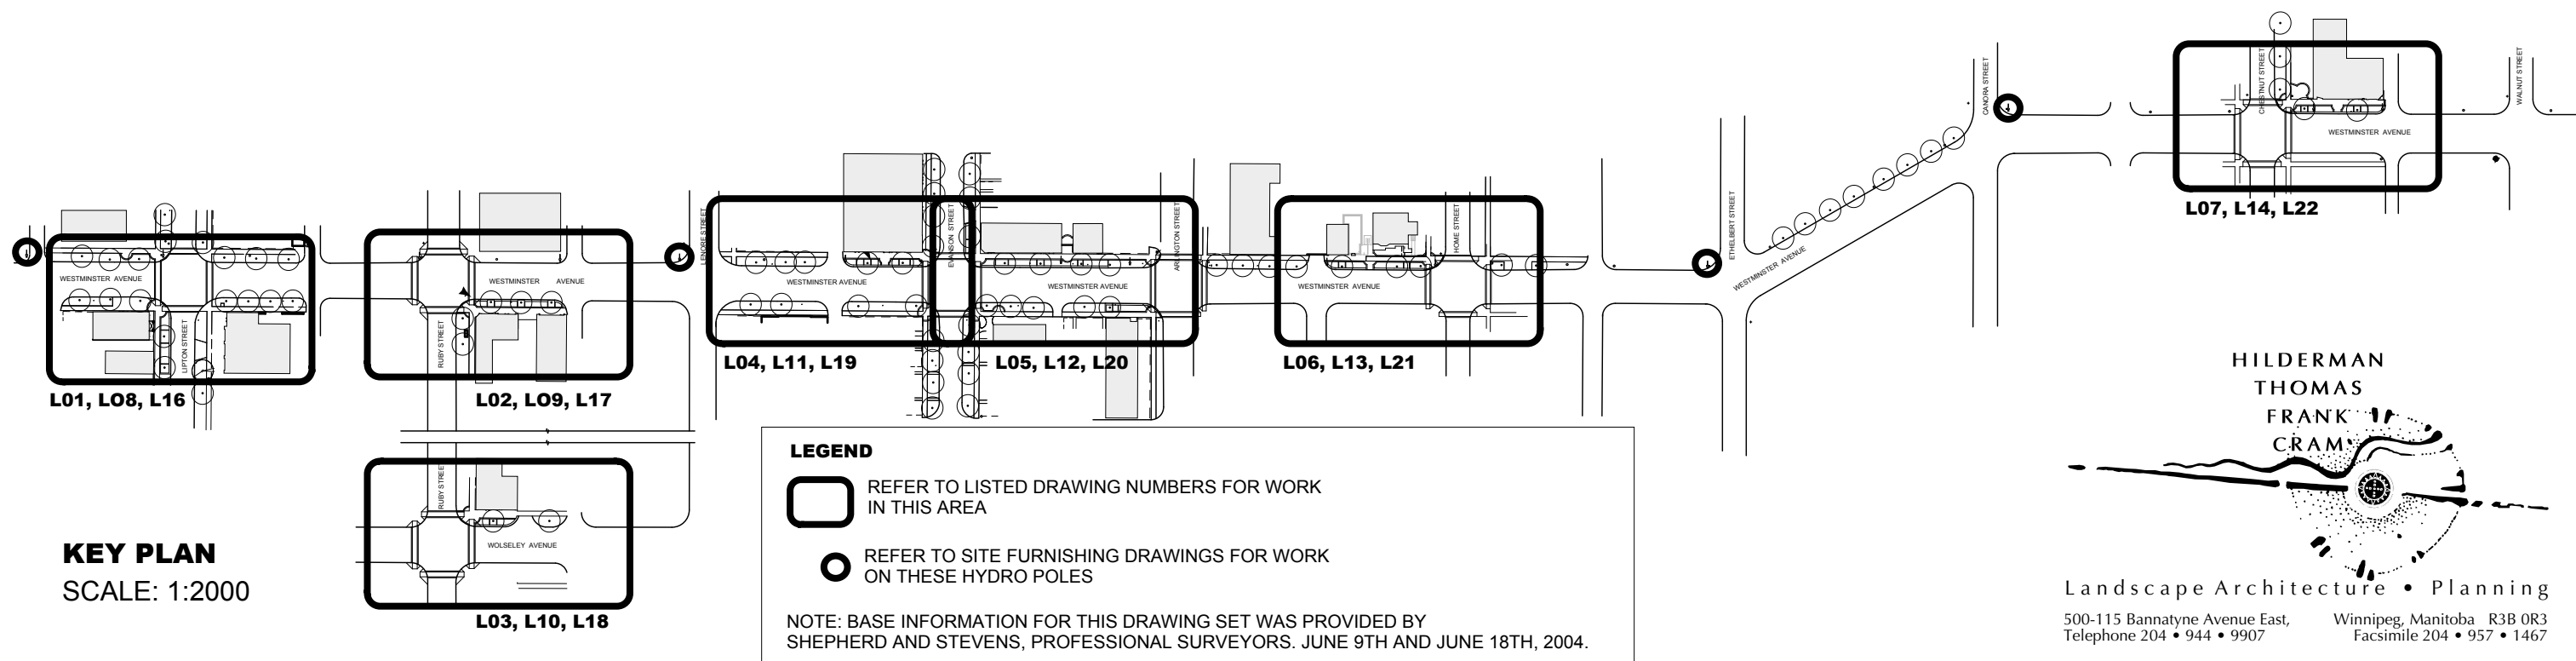 CANORA STREET
CHESTNUT STREET
WALNUT STREET
WESTMINSTER AVENUE
L07, L14, L22
LENORE STREET
EVANSON STREET
ARLINGTON STREET
HOME STREET
ETHELBERT STREET
WESTMINSTER AVENUE
WESTMINSTER AVENUE
WESTMINSTER AVENUE
WESTMINSTER AVENUE
WESTMINSTER AVENUE
WESTMINSTER AVENUE
LIPTON STREET
RUBY STREET
L01, LO8, L16
L02, LO9, L17
L04, L11, L19
L05, L12, L20
L06, L13, L21
RUBY STREET
WOLSELEY AVENUE
L03, L10, L18
KEY PLAN
SCALE: 1:2000
LEGEND
REFER TO LISTED DRAWING NUMBERS FOR WORK
IN THIS AREA
REFER TO SITE FURNISHING DRAWINGS FOR WORK
ON THESE HYDRO POLES
NOTE: BASE INFORMATION FOR THIS DRAWING SET WAS PROVIDED BY
SHEPHERD AND STEVENS, PROFESSIONAL SURVEYORS. JUNE 9TH AND JUNE 18TH, 2004.
HILDERMAN
THOMAS
FRANK
CRAM
Landscape Architecture • Planning
500-115 Bannatyne Avenue East, Winnipeg, Manitoba R3B 0R3
Telephone 204 • 944 • 9907 Facsimile 204 • 957 • 1467